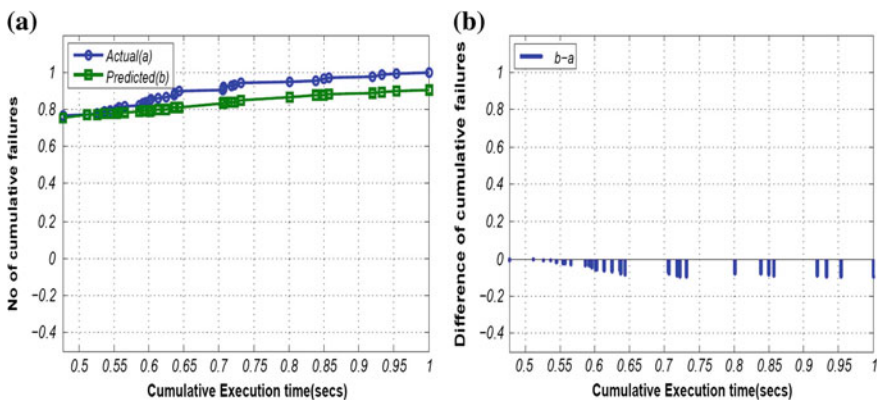 (a)
Actual(a)
Predicted(b)
No of cumulative failures
1
0.8
0.6
0.4
0.2
0
−0.2
−0.4
0.5 0.55 0.6 0.65 0.7 0.75 0.8 0.85 0.9 0.95 1
Cumulative Execution time(secs)
(b)
b−a
Difference of cumulative failures
1
0.8
0.6
0.4
0.2
0
−0.2
−0.4
0.5 0.55 0.6 0.65 0.7 0.75 0.8 0.85 0.9 0.95 1
Cumulative Execution time(secs)